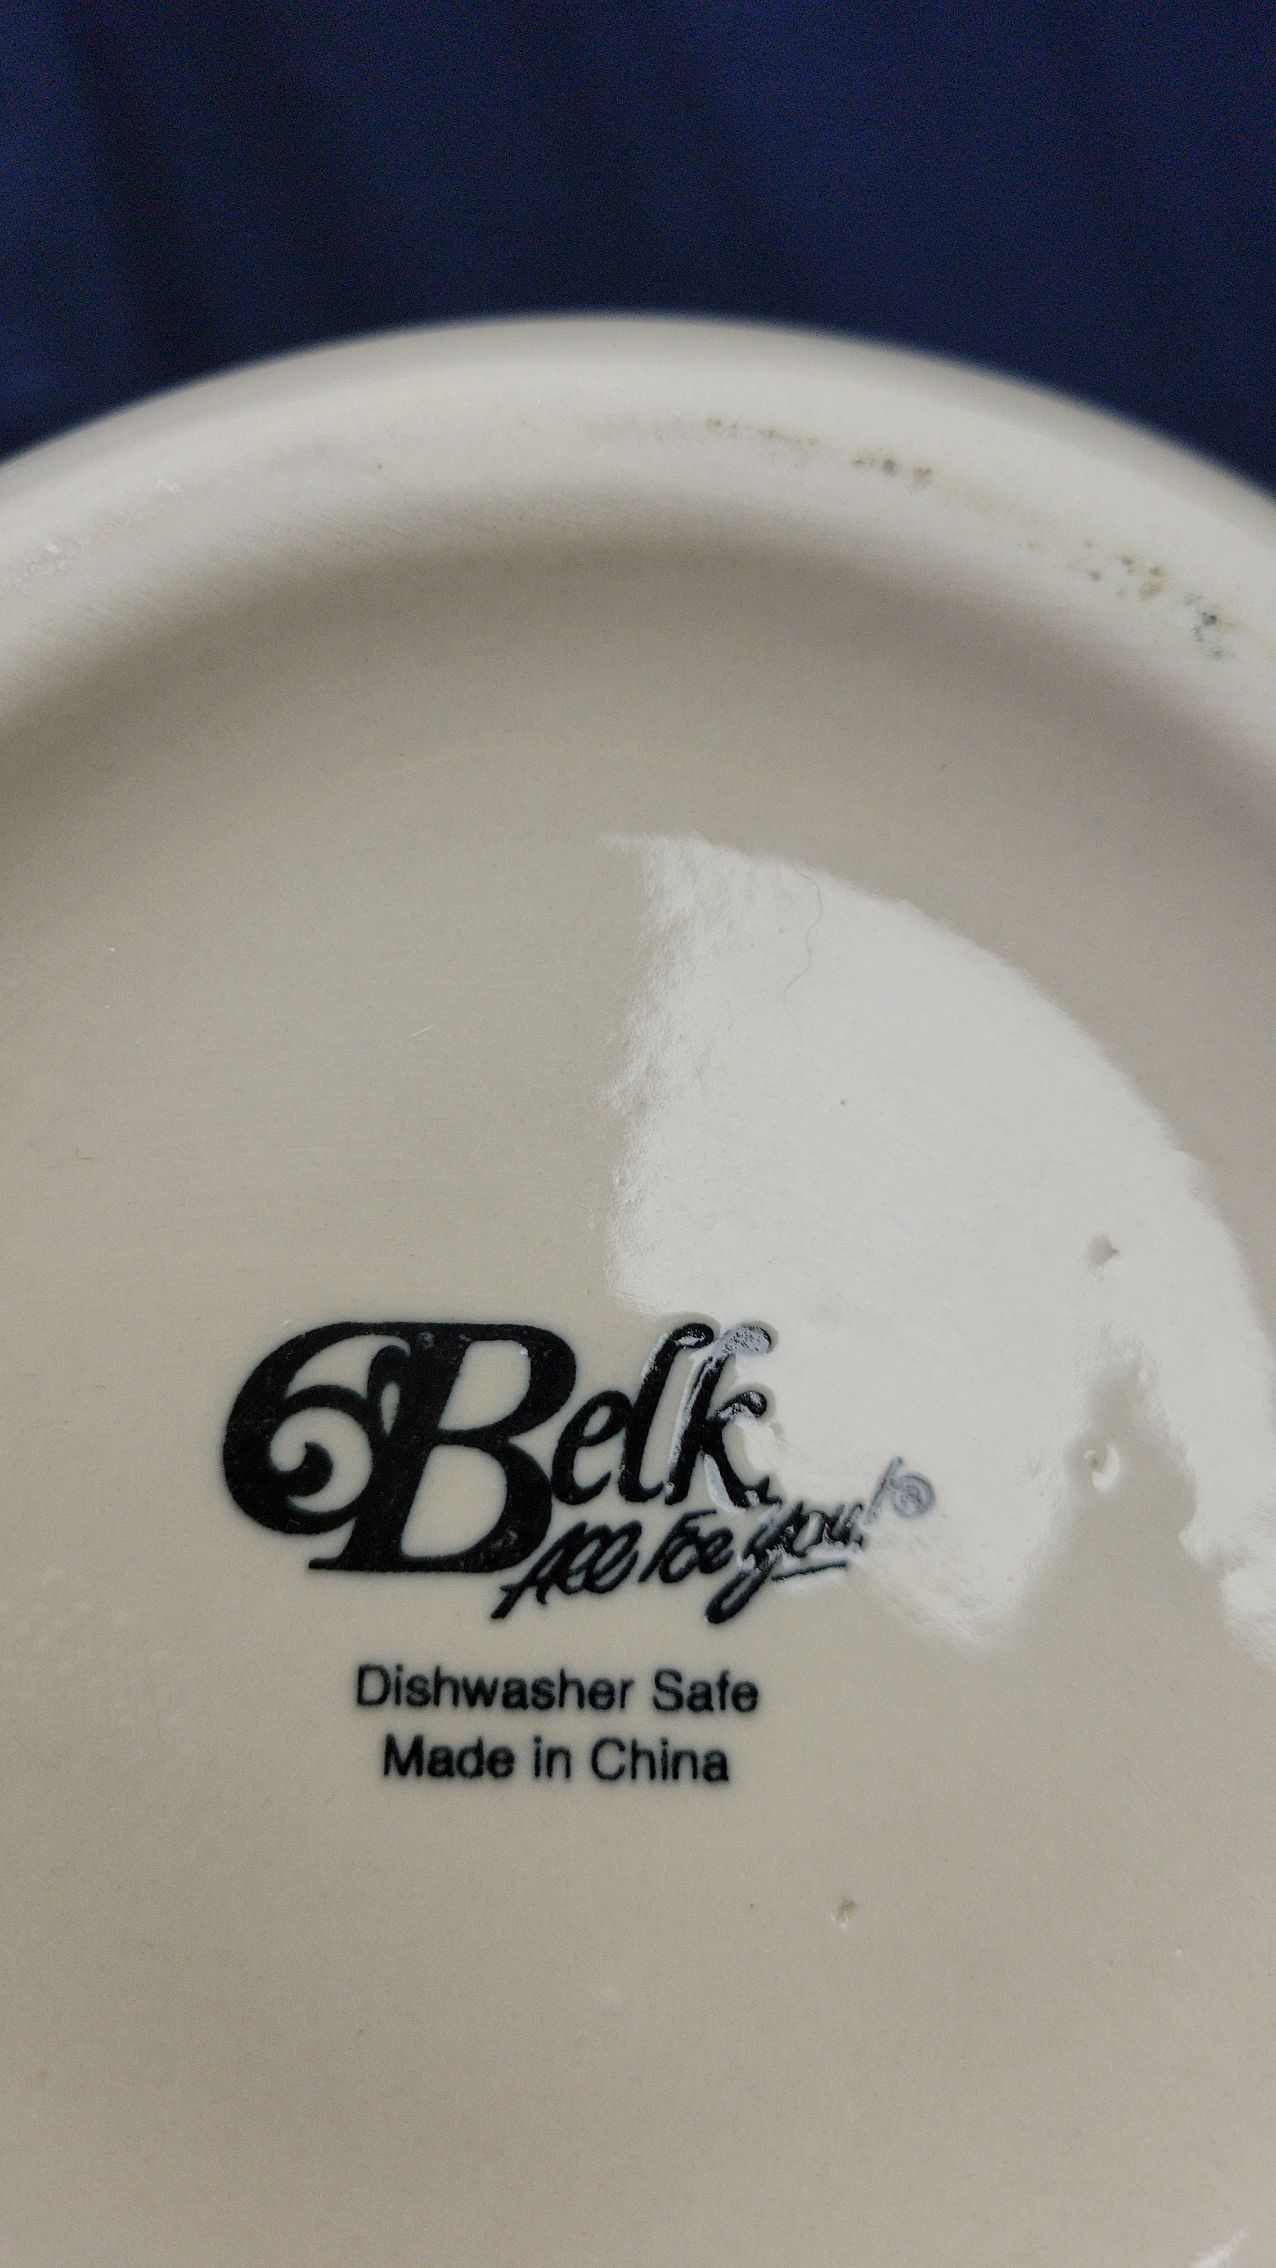 Belk.
All For you!®
Dishwasher Safe
Made in China